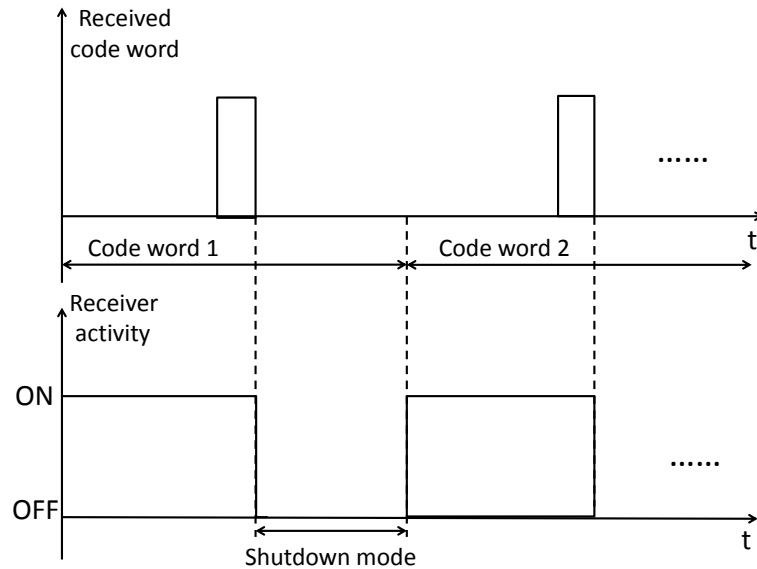 Received
code word
......
t
Code word 1
Code word 2
Receiver
activity
ON
......
OFF
t
Shutdown mode